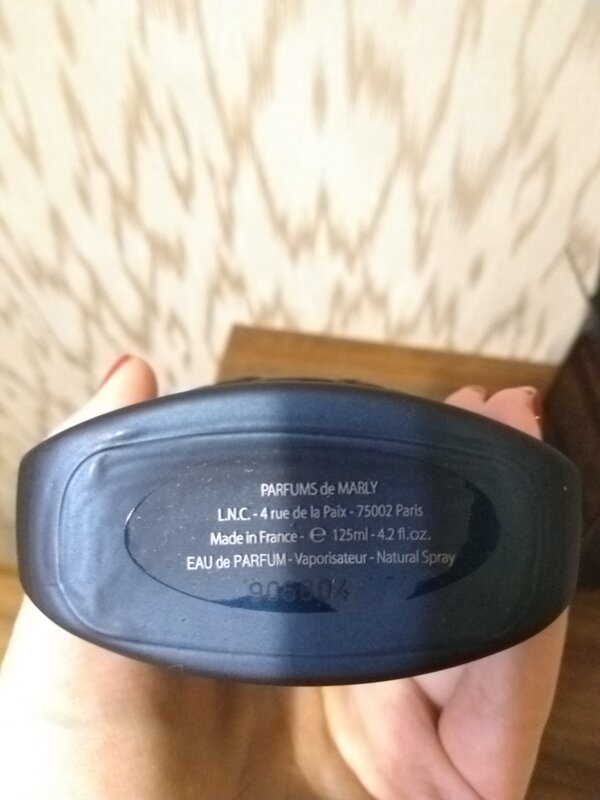 PARFUMS de MARLY
L.N.C. - 4 rue de la Paix - 75002 Paris
Made in France - ℮ 125ml - 4.2 fl.oz.
EAU de PARFUM - Vaporisateur - Natural Spray